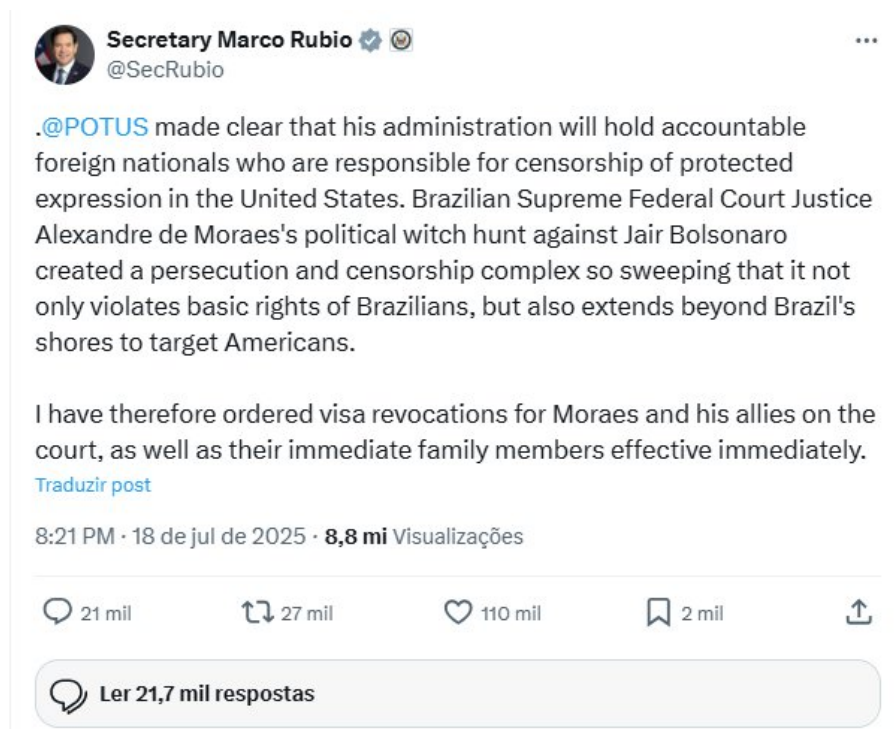 Secretary Marco Rubio
@SecRubio
.@POTUS made clear that his administration will hold accountable
foreign nationals who are responsible for censorship of protected
expression in the United States. Brazilian Supreme Federal Court Justice
Alexandre de Moraes's political witch hunt against Jair Bolsonaro
created a persecution and censorship complex so sweeping that it not
only violates basic rights of Brazilians, but also extends beyond Brazil's
shores to target Americans.
I have therefore ordered visa revocations for Moraes and his allies on the
court, as well as their immediate family members effective immediately.
Traduzir post
8:21 PM · 18 de jul de 2025 · 8,8 mi Visualizações
21 mil 27 mil 110 mil 2 mil
Ler 21,7 mil respostas